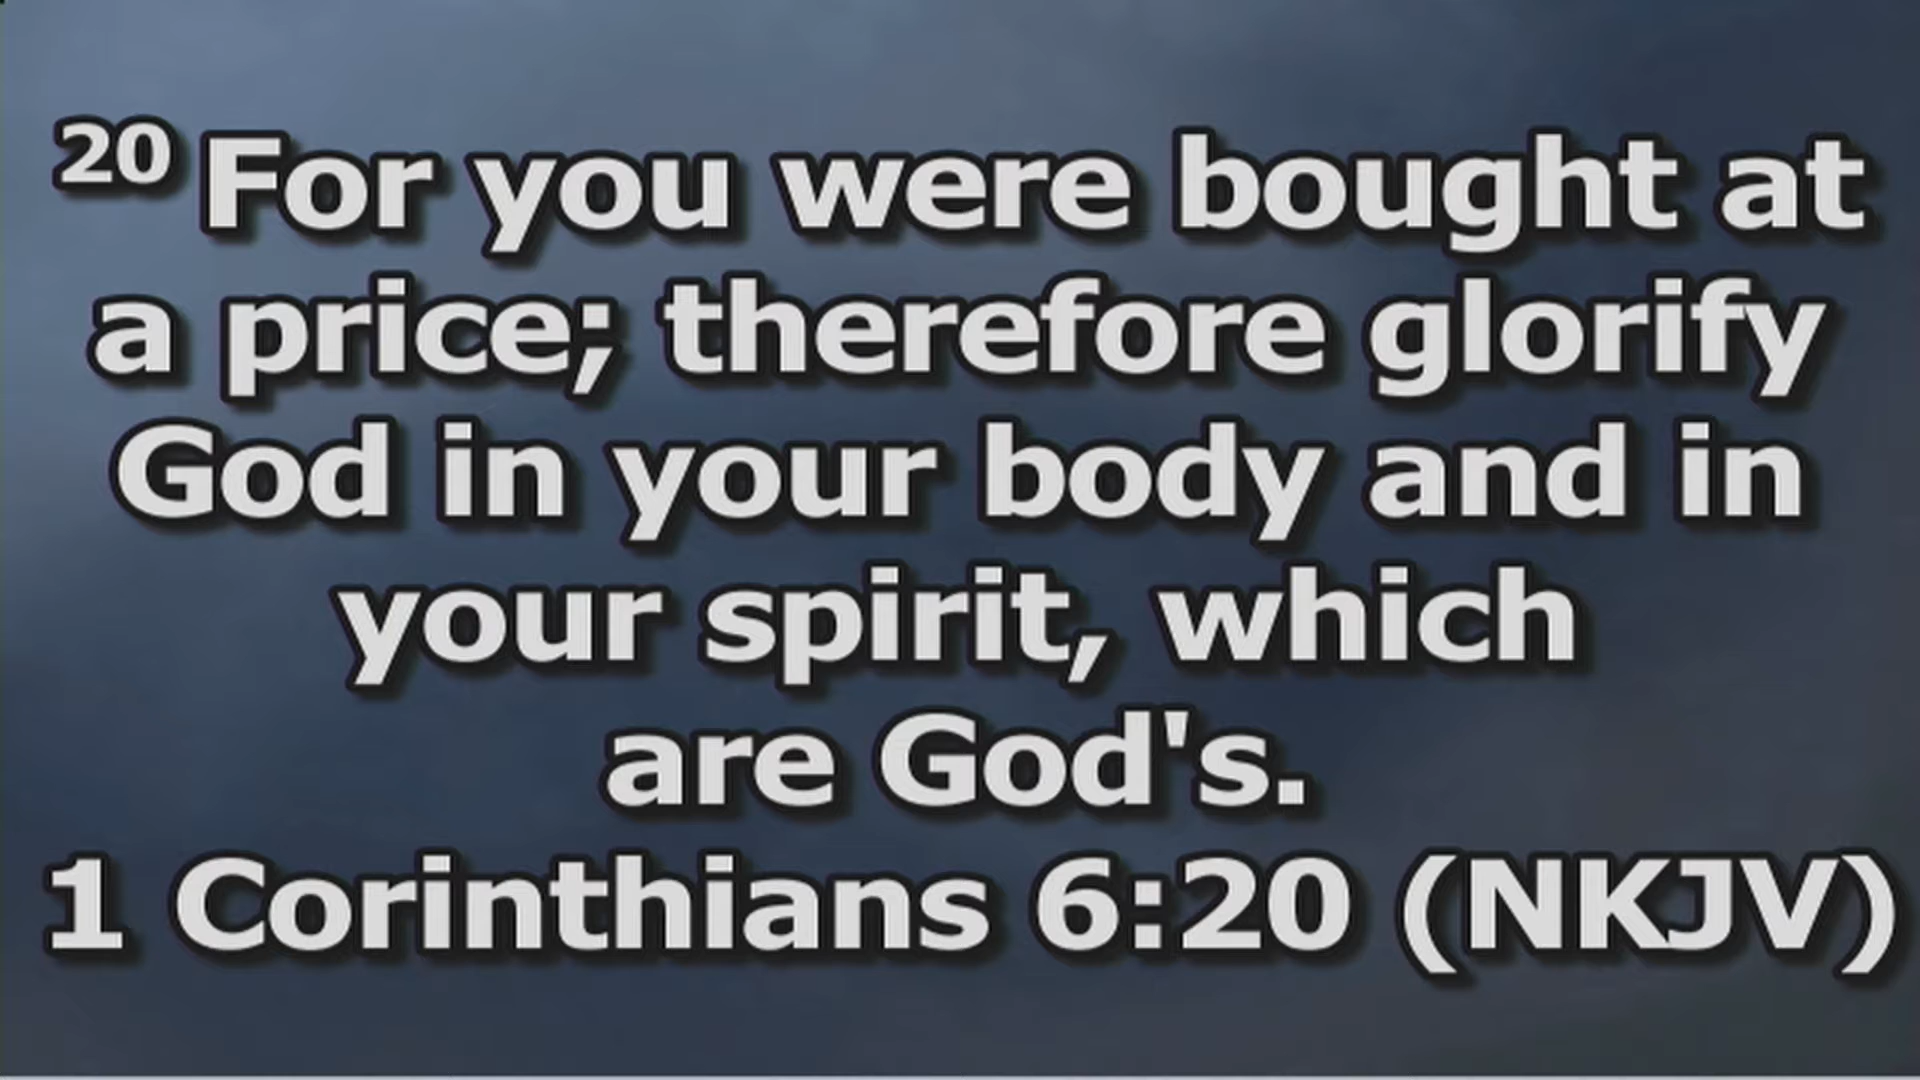 20 For you were bought at
a price; therefore glorify
God in your body and in
your spirit, which
are God's.
1 Corinthians 6:20 (NKJV)